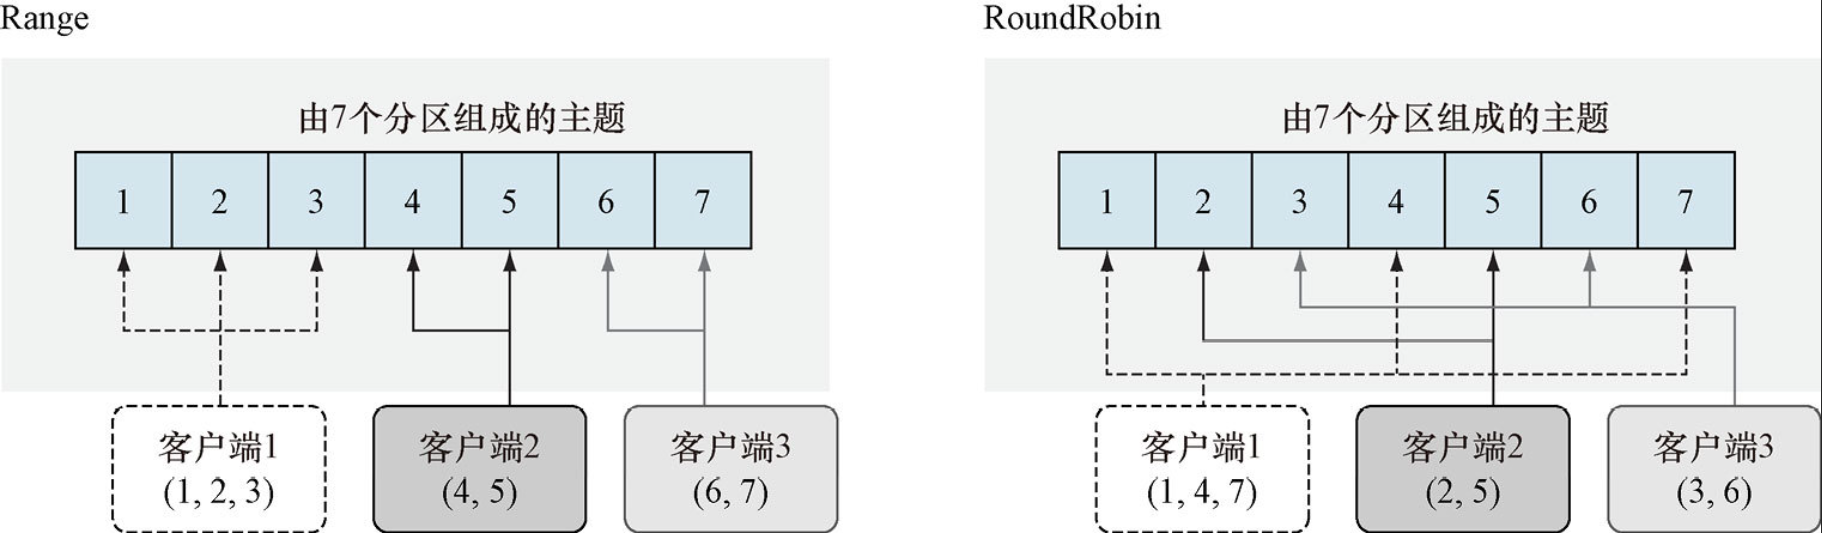 Range
由7个分区组成的主题
1 2 3 4 5 6 7
客户端1
(1, 2, 3)
客户端2
(4, 5)
客户端3
(6, 7)
RoundRobin
由7个分区组成的主题
1 2 3 4 5 6 7
客户端1
(1, 4, 7)
客户端2
(2, 5)
客户端3
(3, 6)